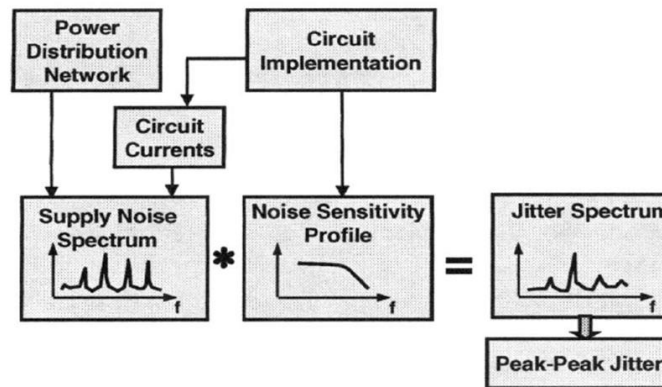 Power
Distribution
Network
Circuit
Implementation
Circuit
Currents
Supply Noise
Spectrum
f
*
Noise Sensitivity
Profile
f
=
Jitter Spectrum
f
Peak-Peak Jitter